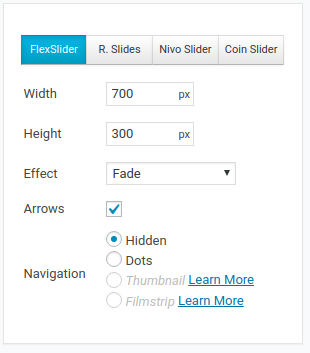 FlexSlider R. Slides Nivo Slider Coin Slider
Width 700 px
Height 300 px
Effect Fade
Arrows
Hidden
Dots
Navigation
Thumbnail Learn More
Filmstrip Learn More